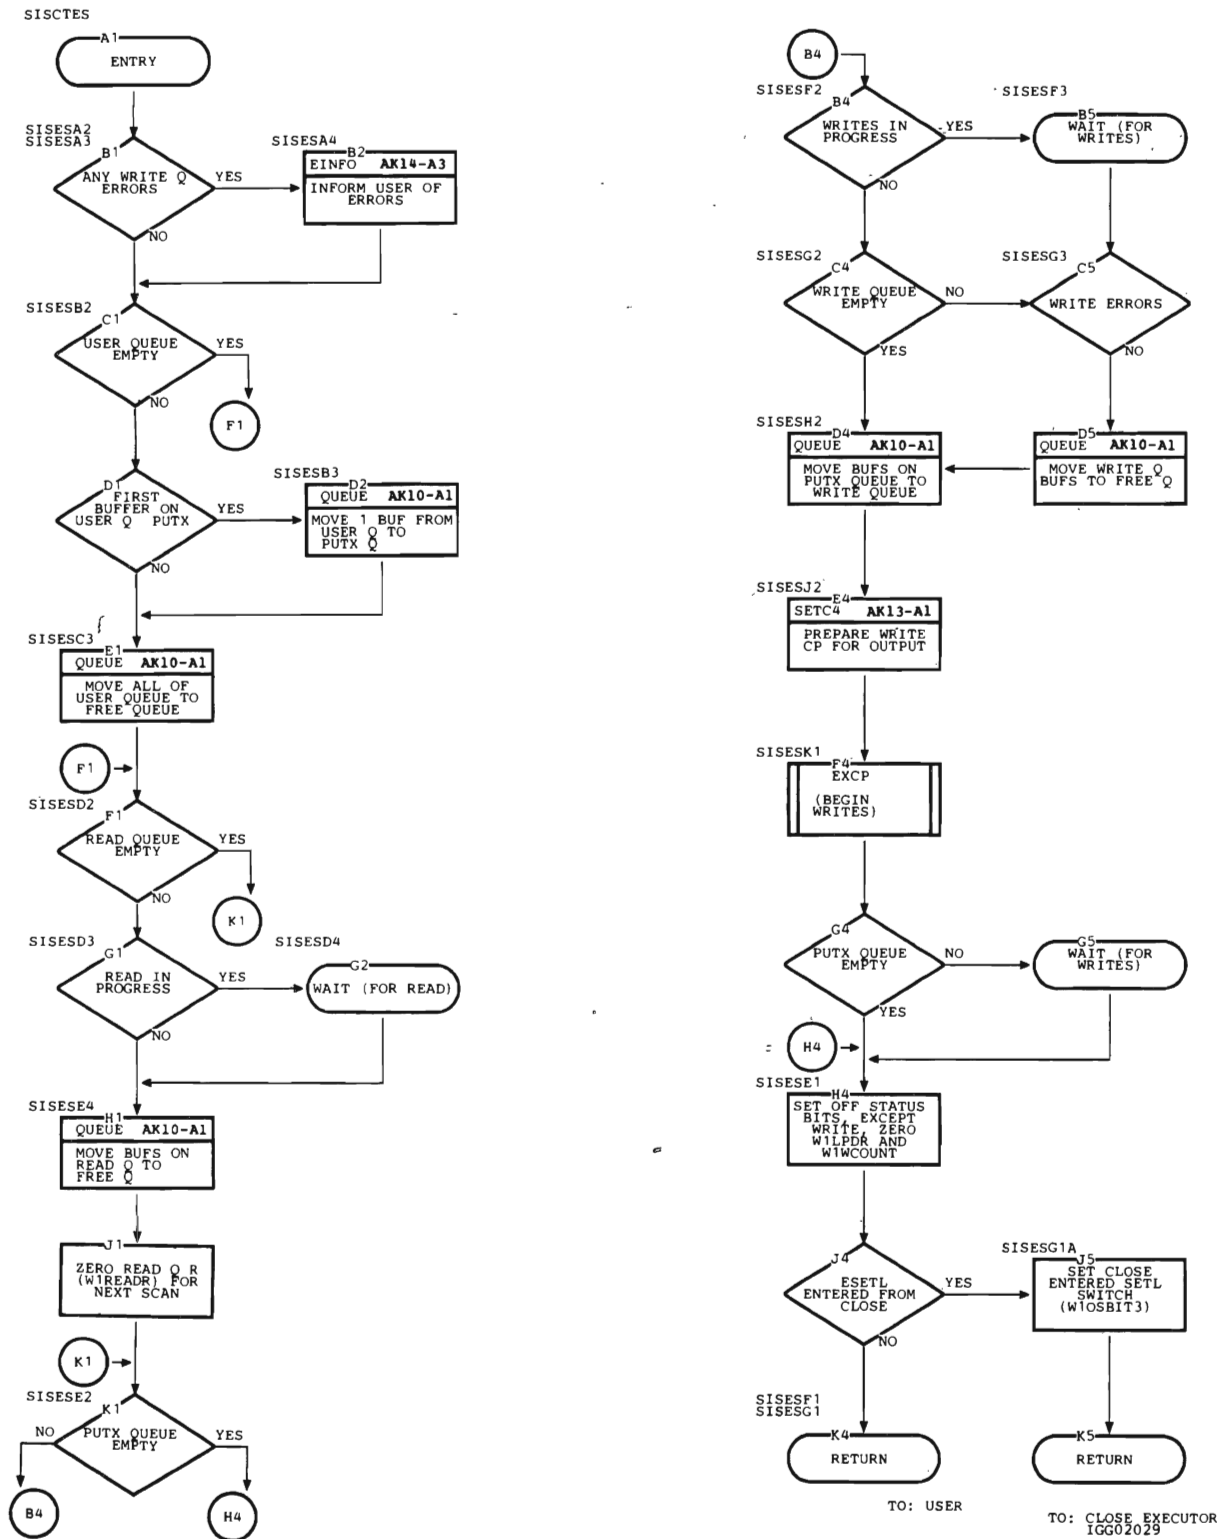 SISCTES
A1
ENTRY
SISESA2
SISESA3
B1
ANY WRITE Q
ERRORS
YES
NO
SISESA4
B2
EINFO AK14-A3
INFORM USER OF
ERRORS
SISESB2
C1
USER QUEUE
EMPTY
YES
NO
F1
D1
FIRST
BUFFER ON
USER Q PUTX
YES
NO
SISESB3
D2
QUEUE AK10-A1
MOVE 1 BUF FROM
USER Q TO
PUTX Q
SISESC3
E1
QUEUE AK10-A1
MOVE ALL OF
USER QUEUE TO
FREE QUEUE
F1
SISESD2
F1
READ QUEUE
EMPTY
YES
NO
K1
SISESD3
G1
READ IN
PROGRESS
YES
NO
SISESD4
G2
WAIT (FOR READ)
SISESE4
H1
QUEUE AK10-A1
MOVE BUFS ON
READ Q TO
FREE Q
J1
ZERO READ Q R
(W1READR) FOR
NEXT SCAN
K1
SISESE2
K1
PUTX QUEUE
EMPTY
NO
YES
B4
H4
B4
SISESF2
B4
WRITES IN
PROGRESS
YES
NO
SISESF3
B5
WAIT (FOR
WRITES)
SISESG2
C4
WRITE QUEUE
EMPTY
NO
YES
SISESG3
C5
WRITE ERRORS
NO
SISESH2
D4
QUEUE AK10-A1
MOVE BUFS ON
PUTX QUEUE TO
WRITE QUEUE
D5
QUEUE AK10-A1
MOVE WRITE Q
BUFS TO FREE Q
SISESJ2
E4
SETC4 AK13-A1
PREPARE WRITE
CP FOR OUTPUT
SISESK1
F4
EXCP
(BEGIN
WRITES)
G4
PUTX QUEUE
EMPTY
NO
YES
G5
WAIT (FOR
WRITES)
H4
SISESE1
H4
SET OFF STATUS
BITS, EXCEPT
WRITE, ZERO
W1LPDR AND
W1WCOUNT
J4
ESETL
ENTERED FROM
CLOSE
YES
NO
SISESG1A
J5
SET CLOSE
ENTERED SETL
SWITCH
(W1OSBIT3)
SISESF1
SISESG1
K4
RETURN
TO: USER
K5
RETURN
TO: CLOSE EXECUTOR
IGG02029